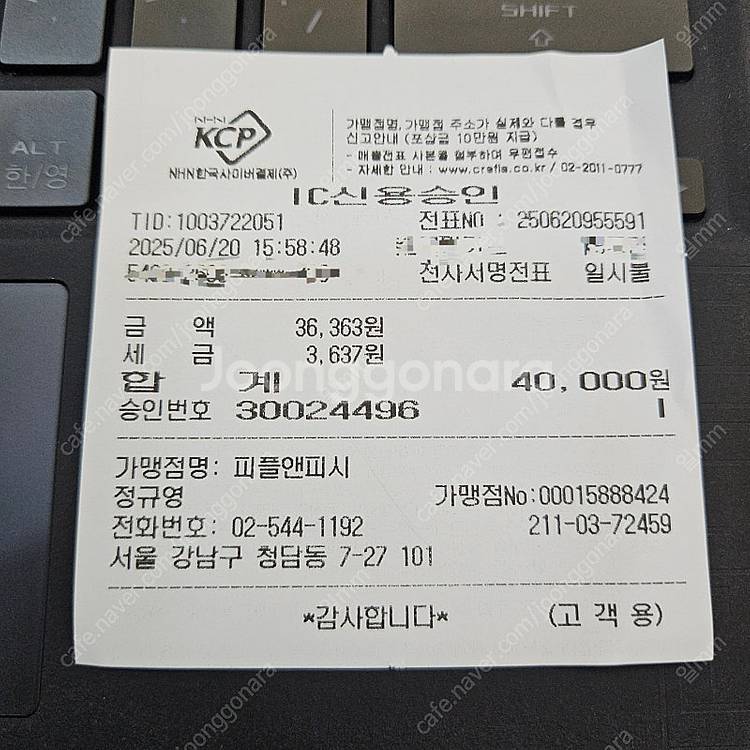 SHIFT
ALT
한/영
NHN
KCP
NHN한국사이버결제(주)
가맹점명, 가맹점 주소가 실제와 다를 경우
신고안내 (포상금 10만원 지급)
- 매출전표 사본을 첨부하여 우편접수
- 자세한 안내 : www.crefia.or.kr / 02-2011-0777
IC신용승인
TID:1003722051 전표NO : 250620955591
2025/06/20 15:58:48
전자서명전표 일시불
금 액 36,363원
세 금 3,637원
합 계 40,000원
승인번호 30024496 I
가맹점명: 피플앤피시
정규영 가맹점No:00015888424
전화번호: 02-544-1192 211-03-72459
서울 강남구 청담동 7-27 101
*감사합니다* (고 객 용)
Joonggonara
cafe.naver.com/joonggonara
일mm